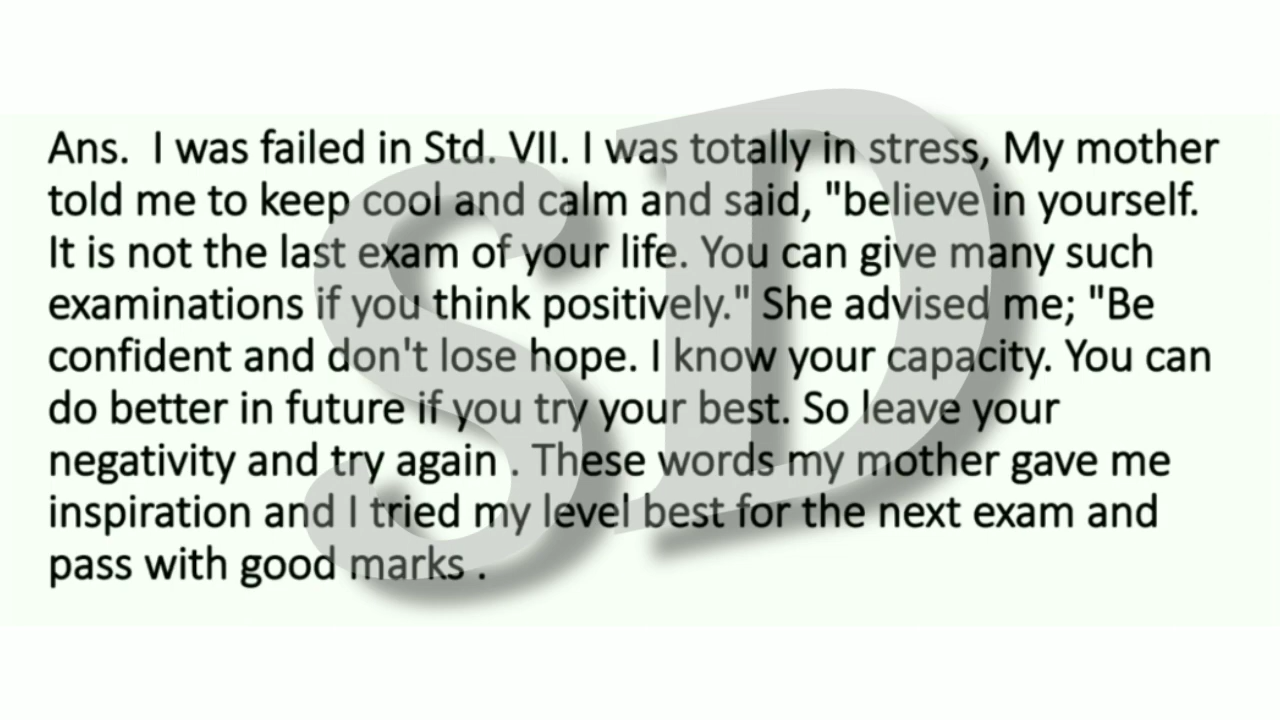 Ans.  I was failed in Std. VII. I was totally in stress, My mother
told me to keep cool and calm and said, "believe in yourself.
It is not the last exam of your life. You can give many such
examinations if you think positively." She advised me; "Be
confident and don't lose hope. I know your capacity. You can
do better in future if you try your best. So leave your
negativity and try again . These words my mother gave me
inspiration and I tried my level best for the next exam and
pass with good marks .
SD